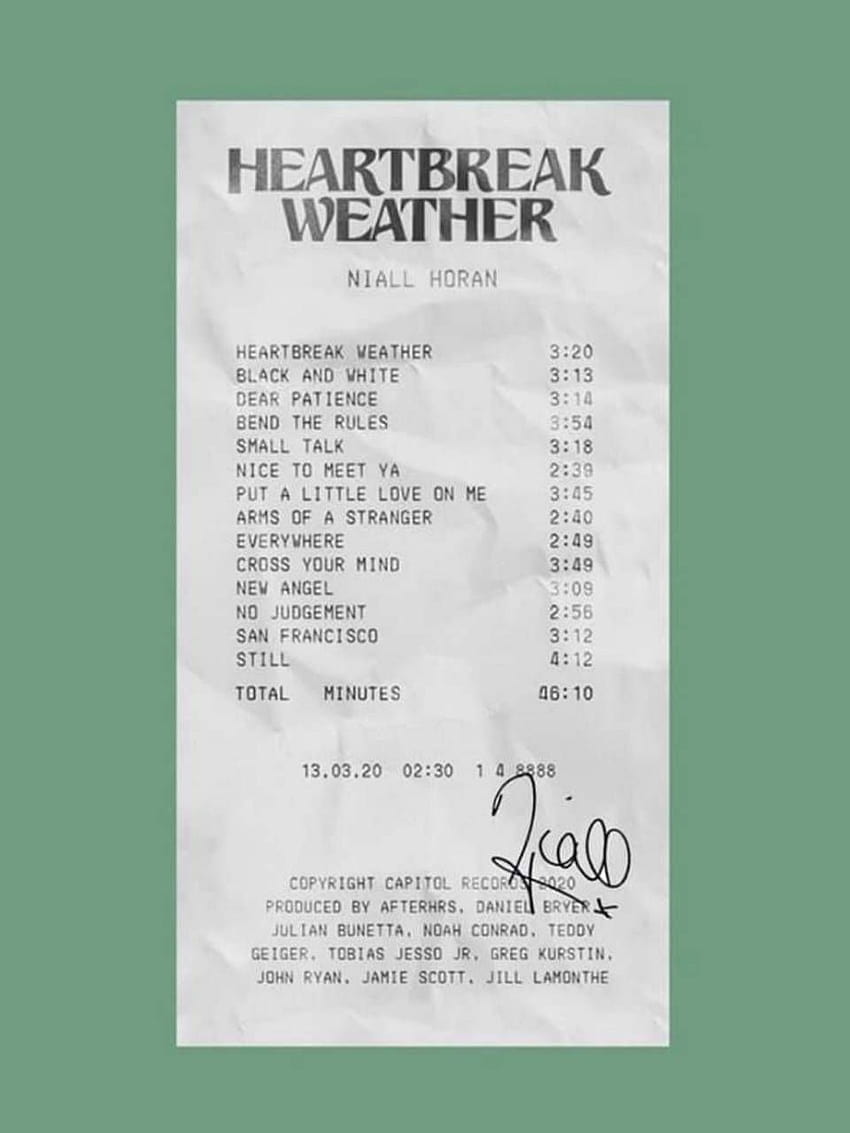 HEARTBREAK
WEATHER
NIALL HORAN
HEARTBREAK WEATHER 3:20
BLACK AND WHITE 3:13
DEAR PATIENCE 3:14
BEND THE RULES 3:54
SMALL TALK 3:18
NICE TO MEET YA 2:39
PUT A LITTLE LOVE ON ME 3:45
ARMS OF A STRANGER 2:40
EVERYWHERE 2:49
CROSS YOUR MIND 3:49
NEW ANGEL 3:09
NO JUDGEMENT 2:56
SAN FRANCISCO 3:12
STILL 4:12
TOTAL MINUTES 46:10
13.03.20 02:30 1 4 8888
Niall
COPYRIGHT CAPITOL RECORDS 2020
PRODUCED BY AFTERHRS, DANIEL BRYER,
JULIAN BUNETTA, NOAH CONRAD, TEDDY
GEIGER, TOBIAS JESSO JR, GREG KURSTIN,
JOHN RYAN, JAMIE SCOTT, JILL LAMONTHE